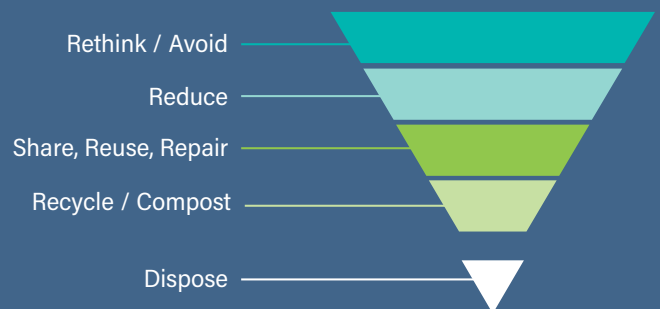 Rethink / Avoid
Reduce
Share, Reuse, Repair
Recycle / Compost
Dispose